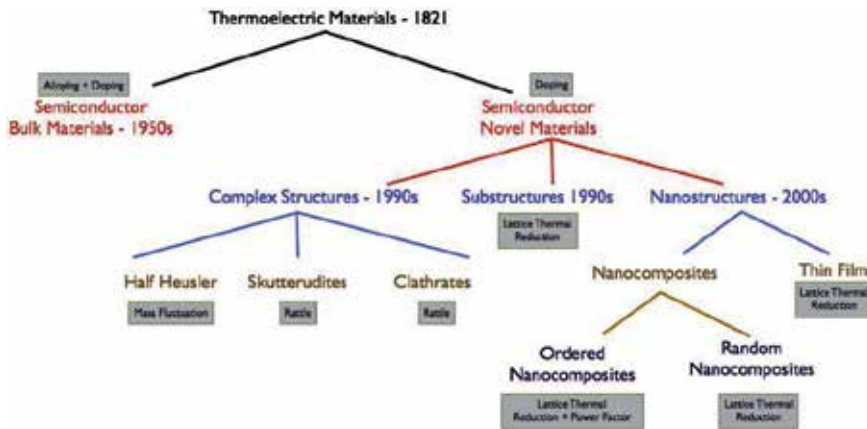 Thermoelectric Materials - 1821
Alloying + Doping
Semiconductor
Bulk Materials - 1950s
Doping
Semiconductor
Novel Materials
Complex Structures - 1990s
Substructures 1990s
Lattice Thermal
Reduction
Nanostructures - 2000s
Half Heusler
Mass Fluctuation
Skutterudites
Rattle
Clathrates
Rattle
Nanocomposites
Thin Film
Lattice Thermal
Reduction
Ordered
Nanocomposites
Lattice Thermal
Reduction + Power Factor
Random
Nanocomposites
Lattice Thermal
Reduction